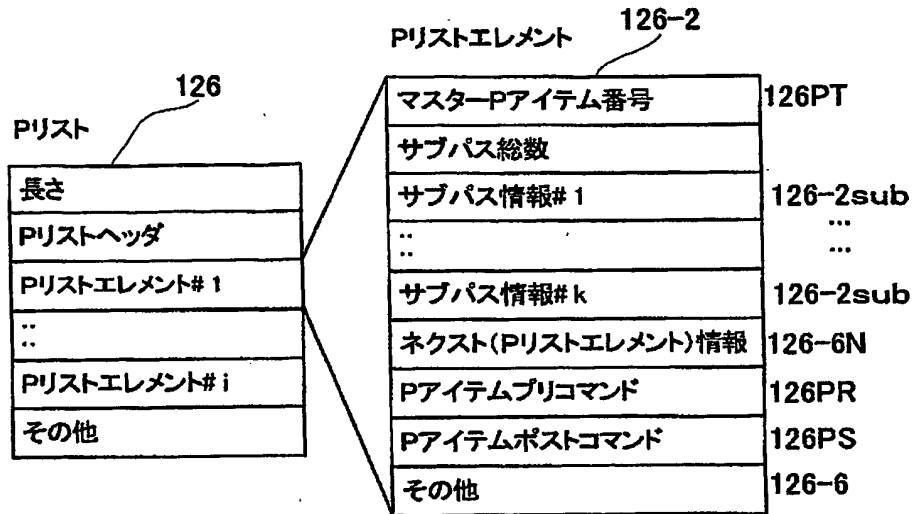 126
Pリスト
長さ
Pリストヘッダ
Pリストエレメント#1
::
Pリストエレメント#i
その他
Pリストエレメント
126-2
マスターPアイテム番号 126PT
サブパス総数
サブパス情報#1 126-2sub
:: ...
...
サブパス情報#k 126-2sub
ネクスト(Pリストエレメント)情報 126-6N
Pアイテムプリコマンド 126PR
Pアイテムポストコマンド 126PS
その他 126-6